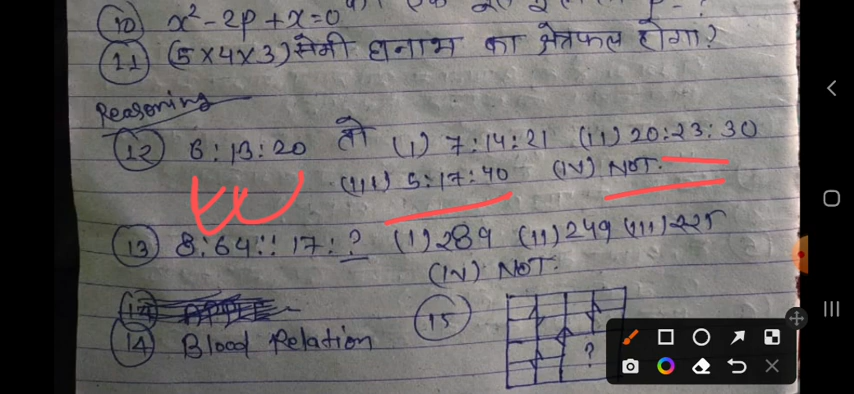 (10) x² - 2P + x = 0
(11) (5×4×3) सेमी घनाभ का क्षेत्रफल होगा?
Reasoning
(12) 6:13:20 तो (i) 7:14:21 (ii) 20:23:30
(iii) 5:17:40 (iv) NOT.
(13) 8:64:: 17:? (i) 289 (ii) 249 (iii) 225
(iv) NOT.
(14) Blood Relation (15)
?